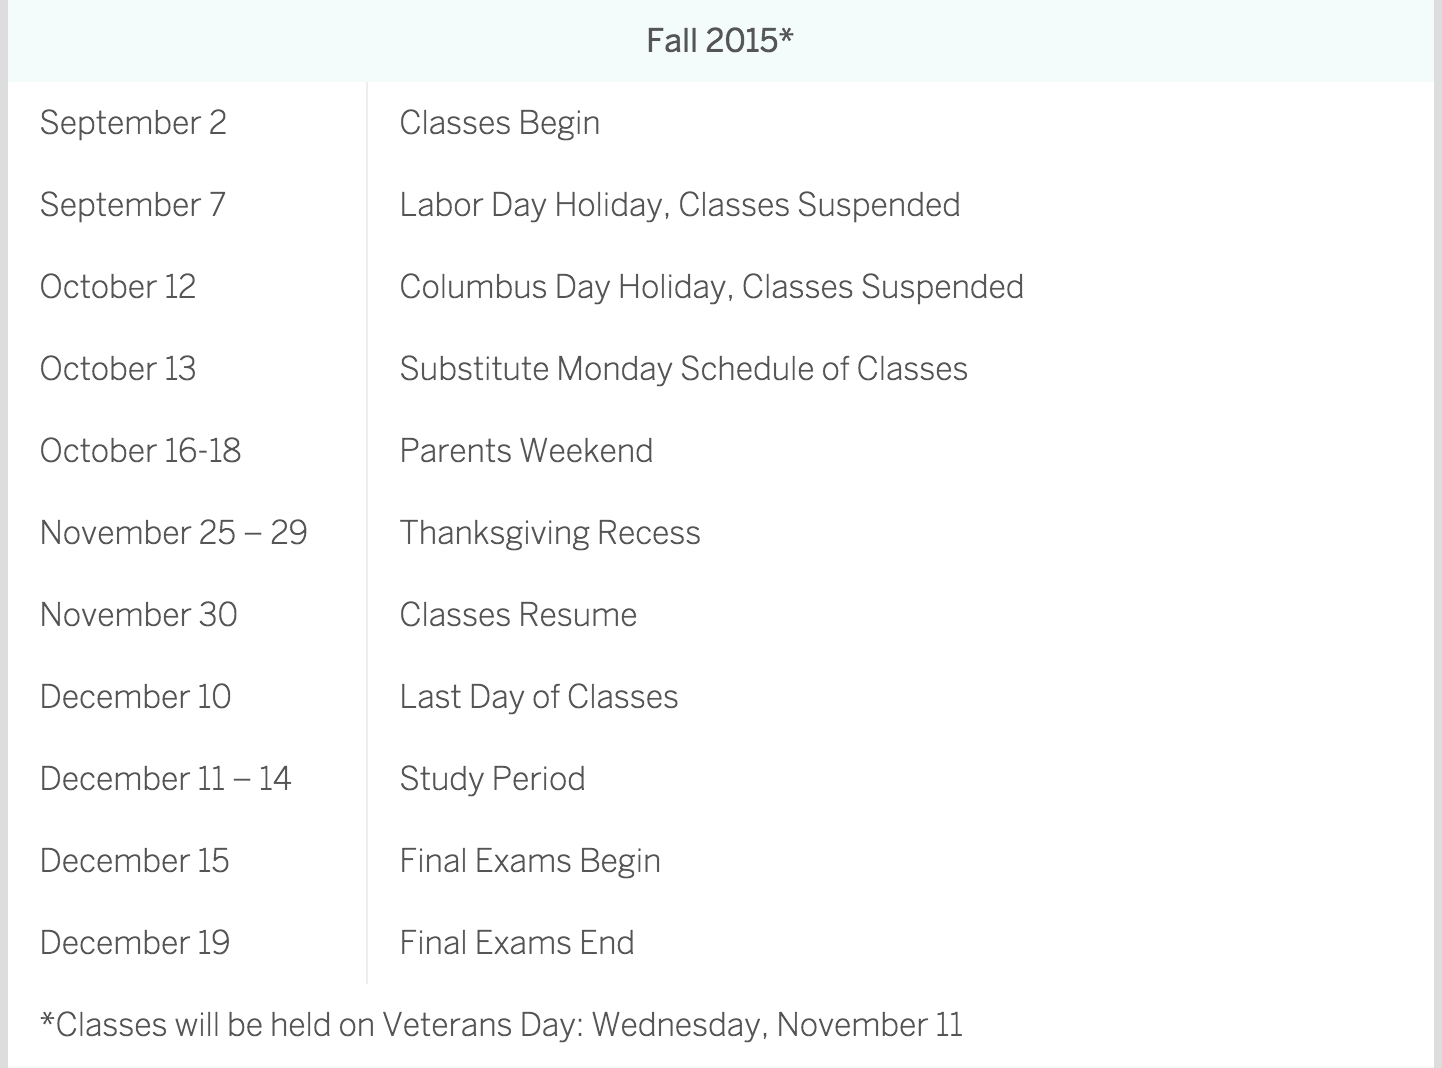 Fall 2015*
September 2 Classes Begin
September 7 Labor Day Holiday, Classes Suspended
October 12 Columbus Day Holiday, Classes Suspended
October 13 Substitute Monday Schedule of Classes
October 16-18 Parents Weekend
November 25 – 29 Thanksgiving Recess
November 30 Classes Resume
December 10 Last Day of Classes
December 11 – 14 Study Period
December 15 Final Exams Begin
December 19 Final Exams End
*Classes will be held on Veterans Day: Wednesday, November 11